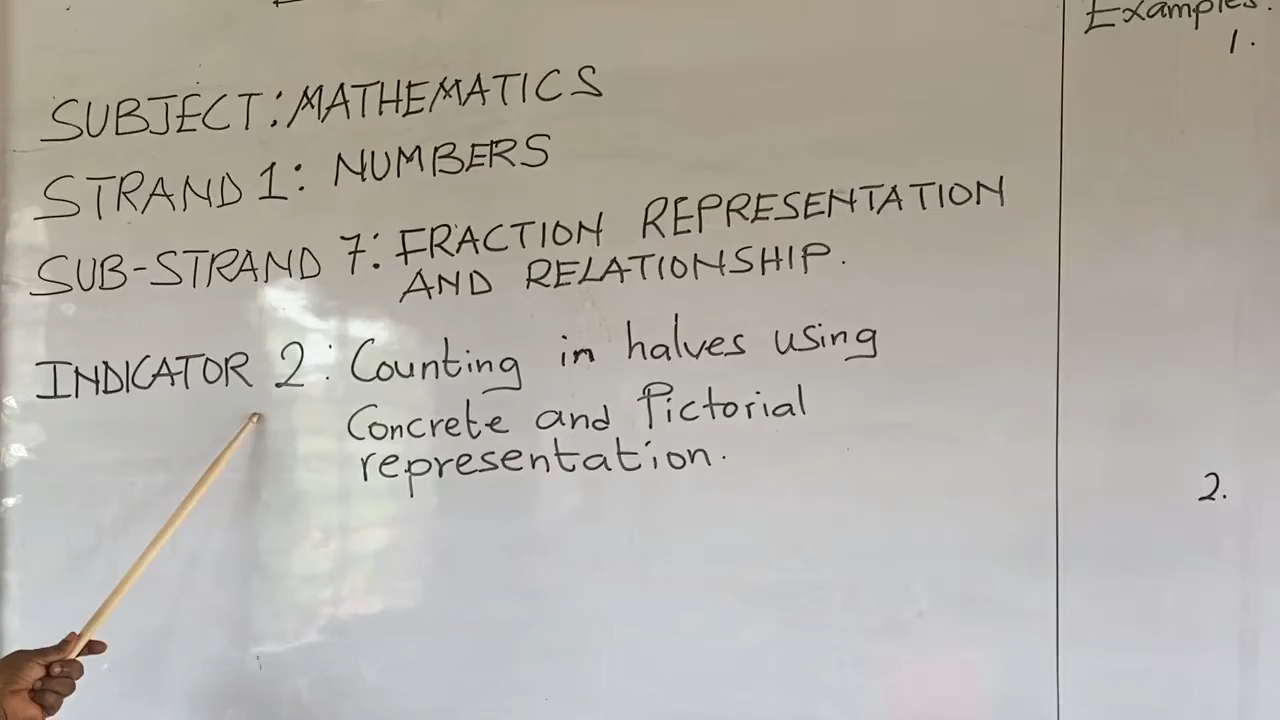 SUBJECT: MATHEMATICS
STRAND 1: NUMBERS
SUB-STRAND 7: FRACTION REPRESENTATION
AND RELATIONSHIP.
INDICATOR 2: Counting in halves using
Concrete and Pictorial
representation.
Examples:
1.
2.